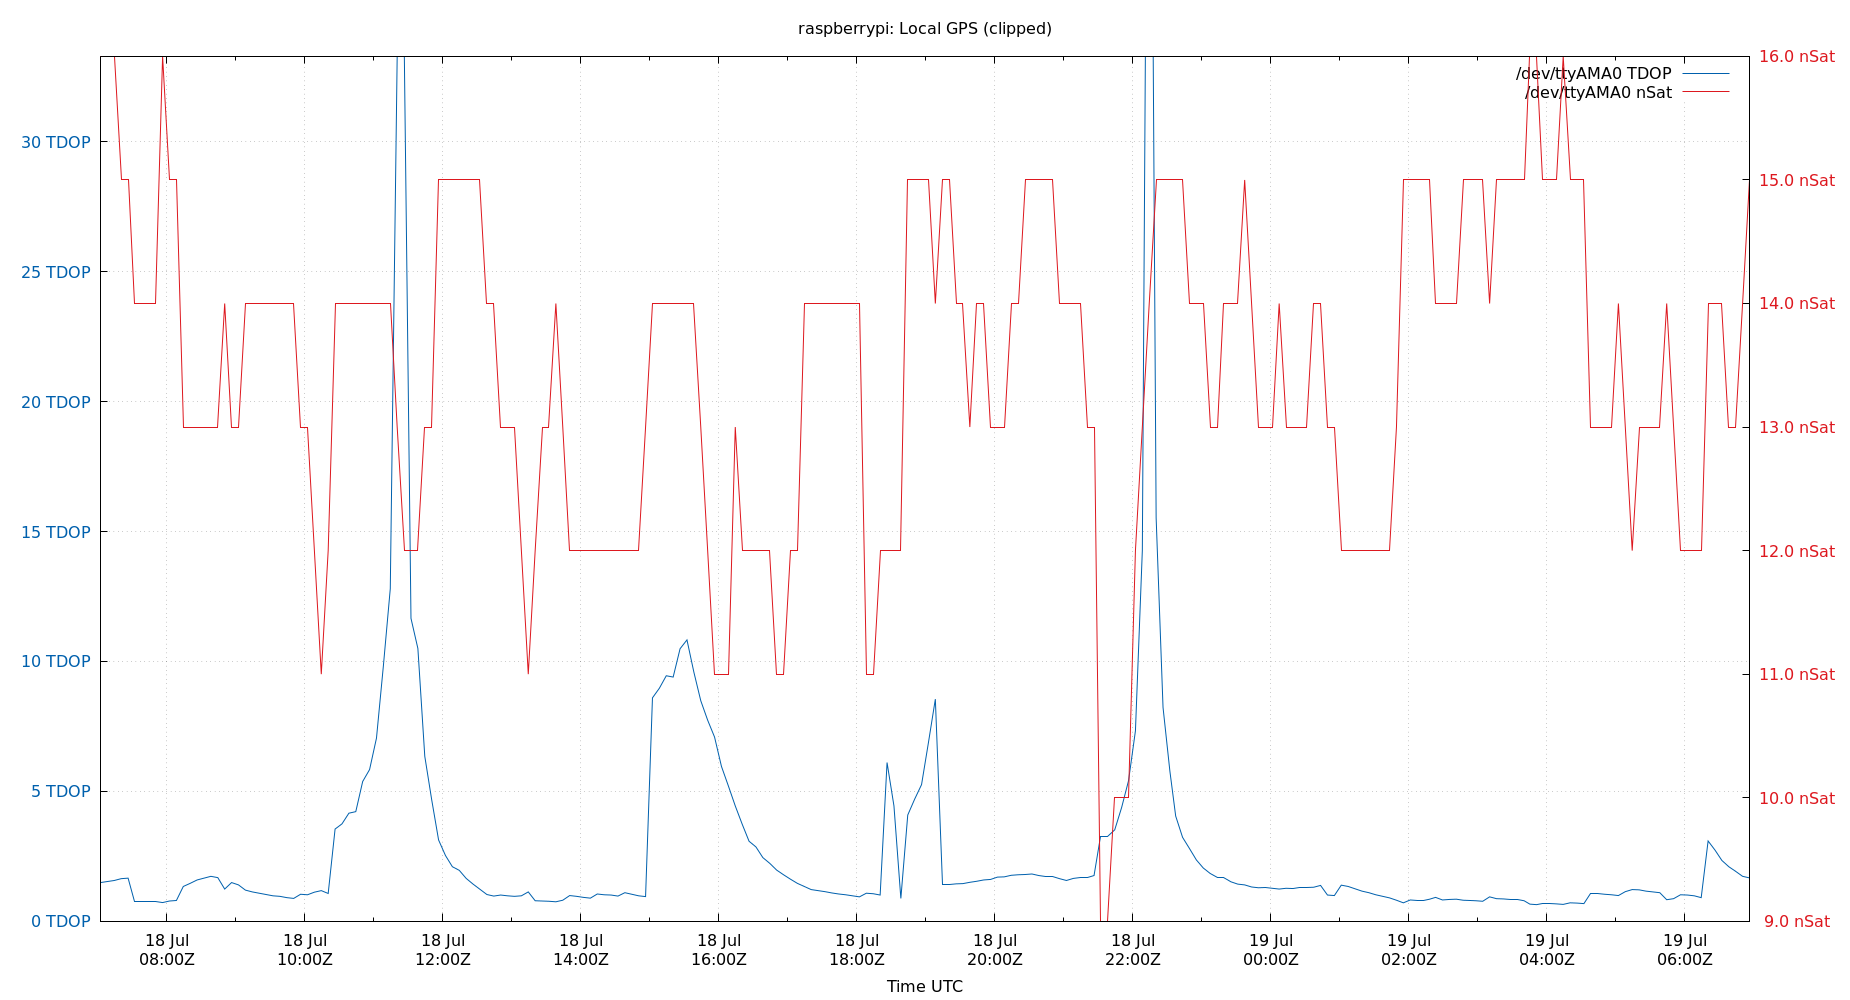 raspberrypi: Local GPS (clipped)
/dev/ttyAMA0 TDOP
/dev/ttyAMA0 nSat
30 TDOP
25 TDOP
20 TDOP
15 TDOP
10 TDOP
5 TDOP
0 TDOP
16.0 nSat
15.0 nSat
14.0 nSat
13.0 nSat
12.0 nSat
11.0 nSat
10.0 nSat
9.0 nSat
18 Jul
08:00Z
18 Jul
10:00Z
18 Jul
12:00Z
18 Jul
14:00Z
18 Jul
16:00Z
18 Jul
18:00Z
18 Jul
20:00Z
18 Jul
22:00Z
19 Jul
00:00Z
19 Jul
02:00Z
19 Jul
04:00Z
19 Jul
06:00Z
Time UTC